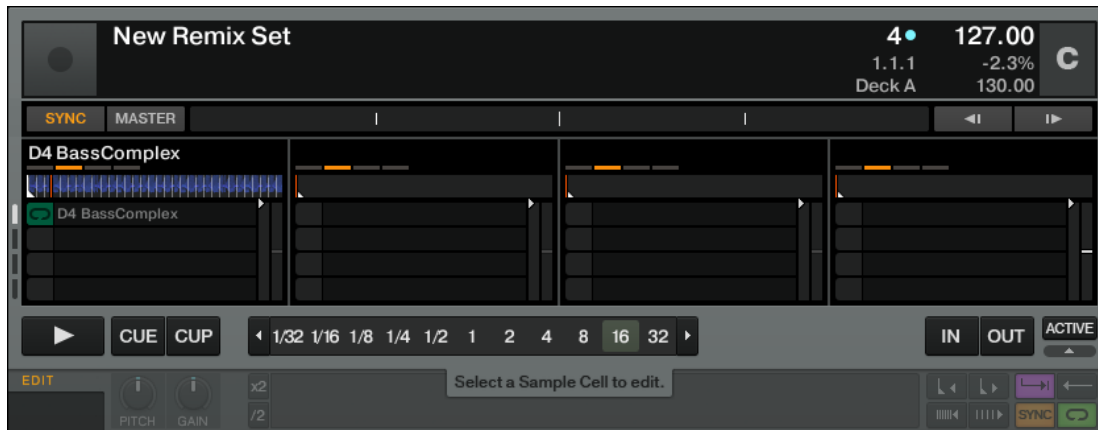 New Remix Set
4
127.00
1.1.1
-2.3%
Deck A
130.00
C
SYNC MASTER
D4 BassComplex
D4 BassComplex
CUE CUP 1/32 1/16 1/8 1/4 1/2 1 2 4 8 16 32 IN OUT ACTIVE
EDIT
Select a Sample Cell to edit.
x2
/2
PITCH GAIN
SYNC